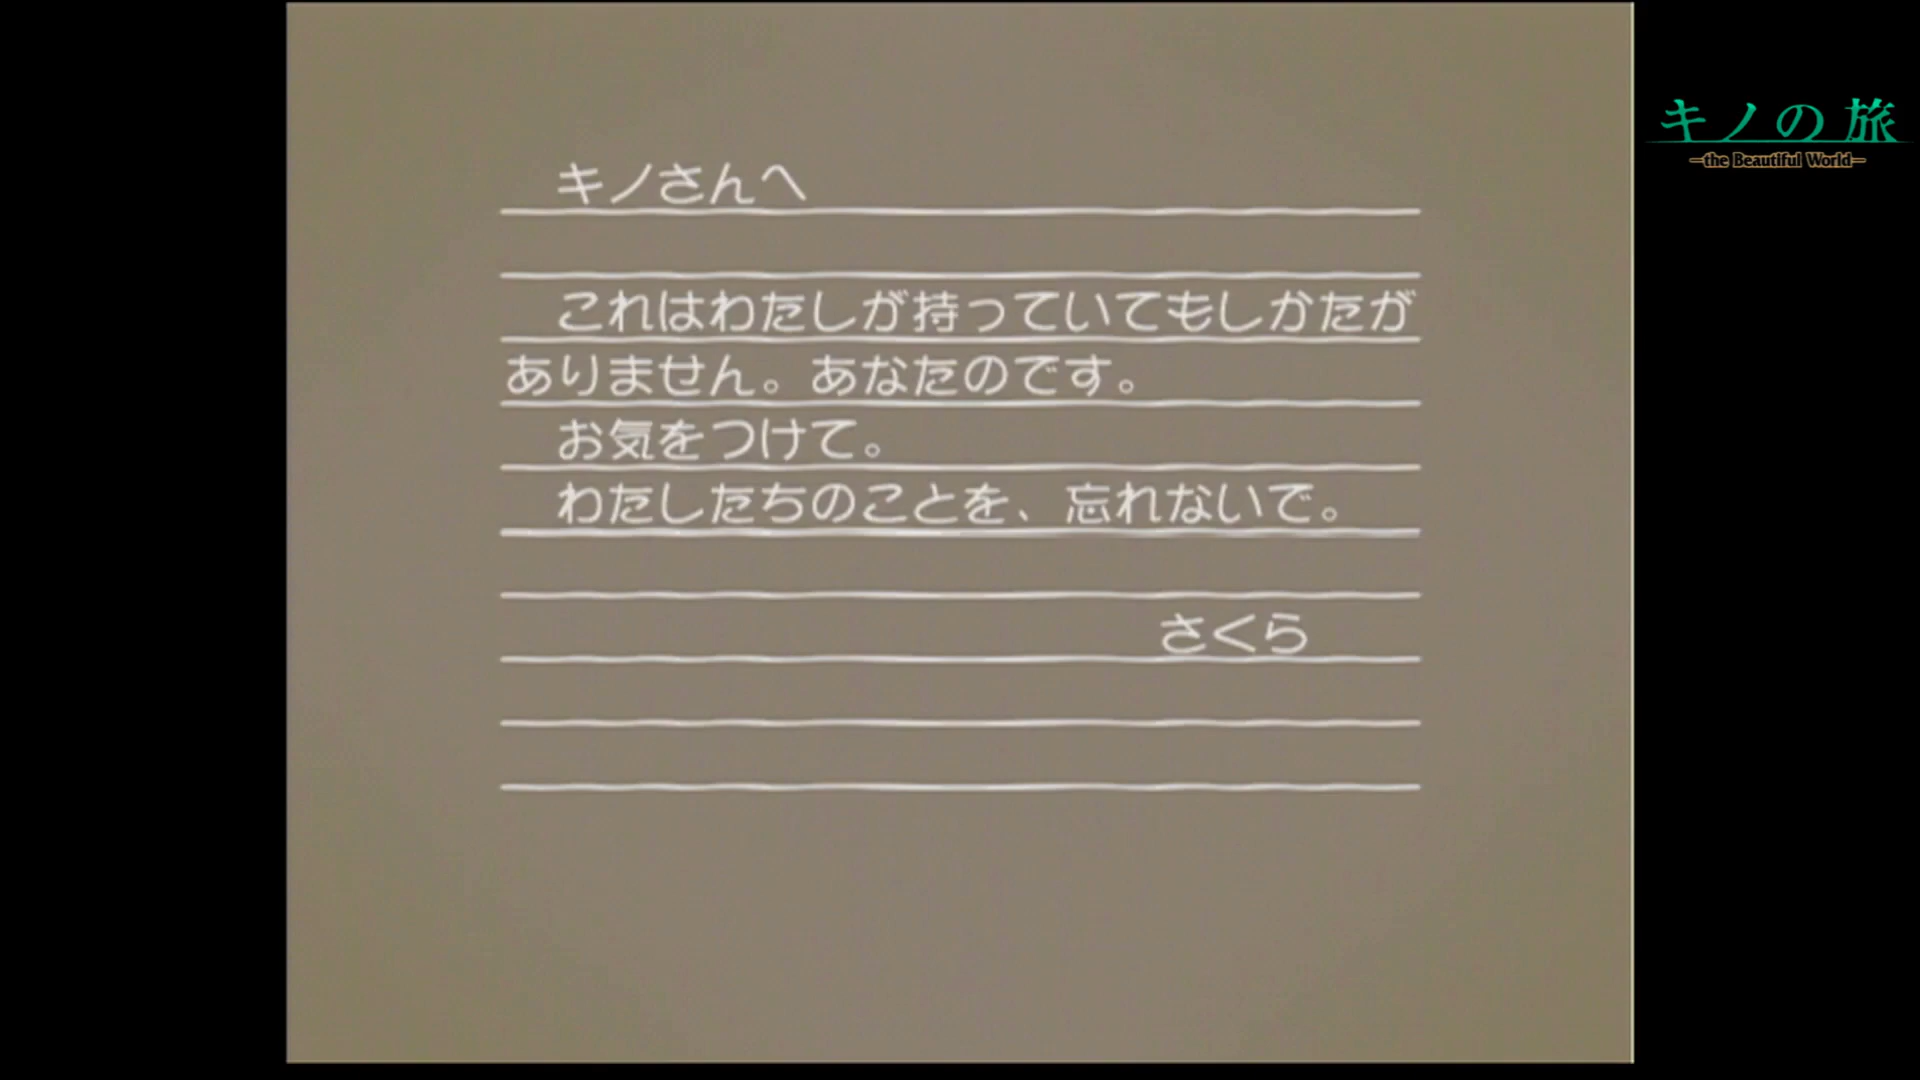 キノの旅
―the Beautiful World―
キノさんへ
これはわたしが持っていてもしかたが
ありません。あなたのです。
お気をつけて。
わたしたちのことを、忘れないで。
さくら